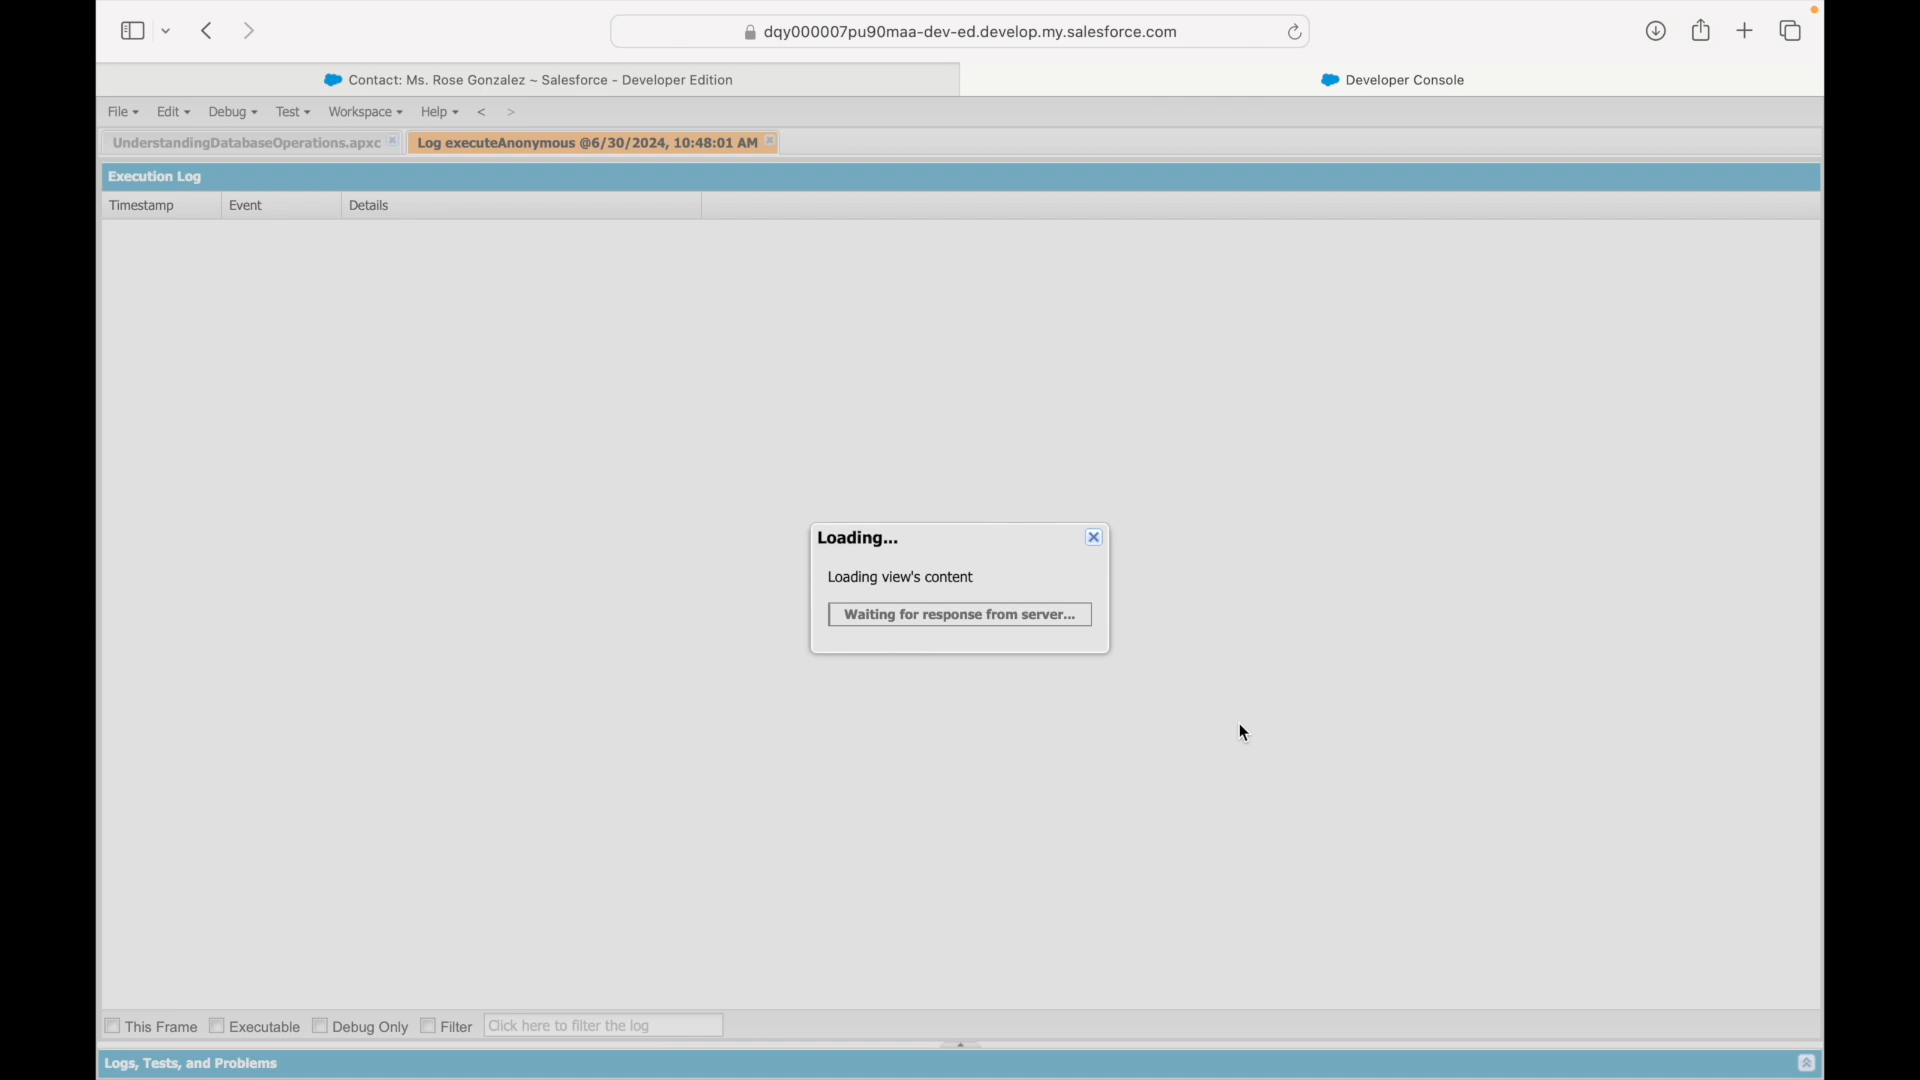 dqy000007pu90maa-dev-ed.develop.my.salesforce.com
Contact: Ms. Rose Gonzalez ~ Salesforce - Developer Edition
Developer Console
File Edit Debug Test Workspace Help < >
UnderstandingDatabaseOperations.apxc
Log executeAnonymous @6/30/2024, 10:48:01 AM
Execution Log
Timestamp Event Details
Loading...
Loading view's content
Waiting for response from server...
This Frame Executable Debug Only Filter Click here to filter the log
Logs, Tests, and Problems